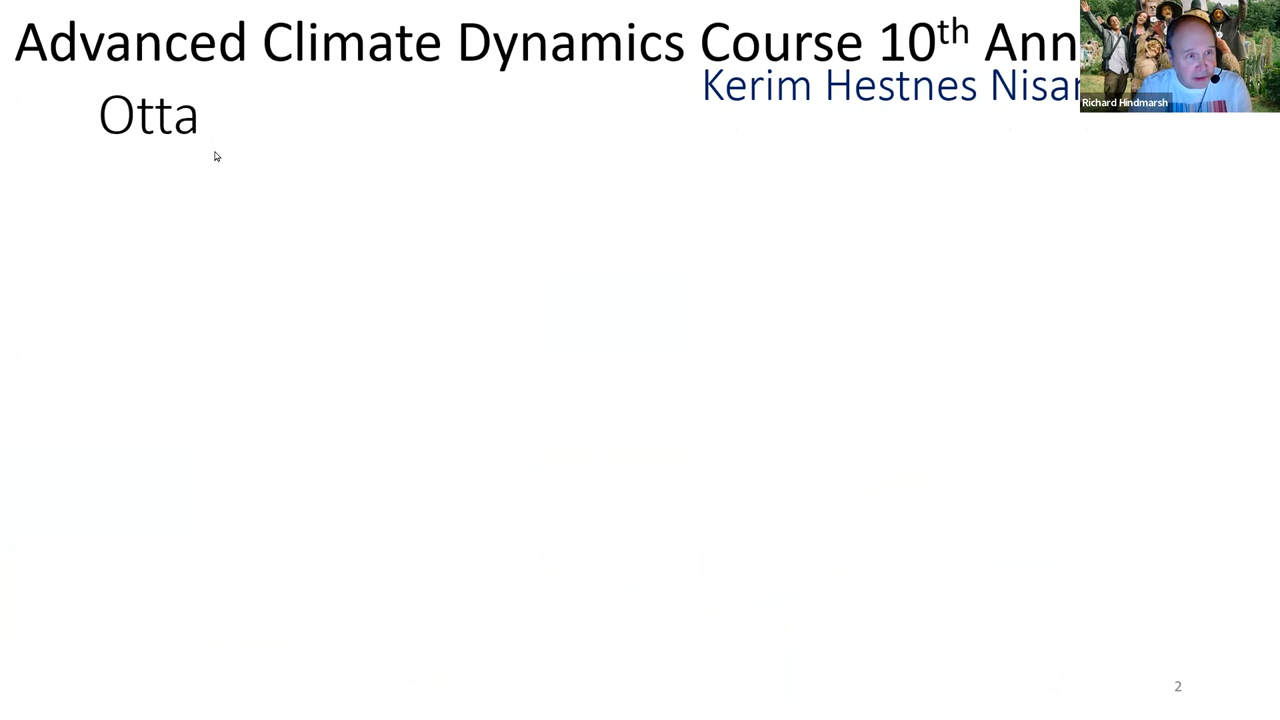 Advanced Climate Dynamics Course 10th Ann
Kerim Hestnes Nisar
Otta
Richard Hindmarsh
2